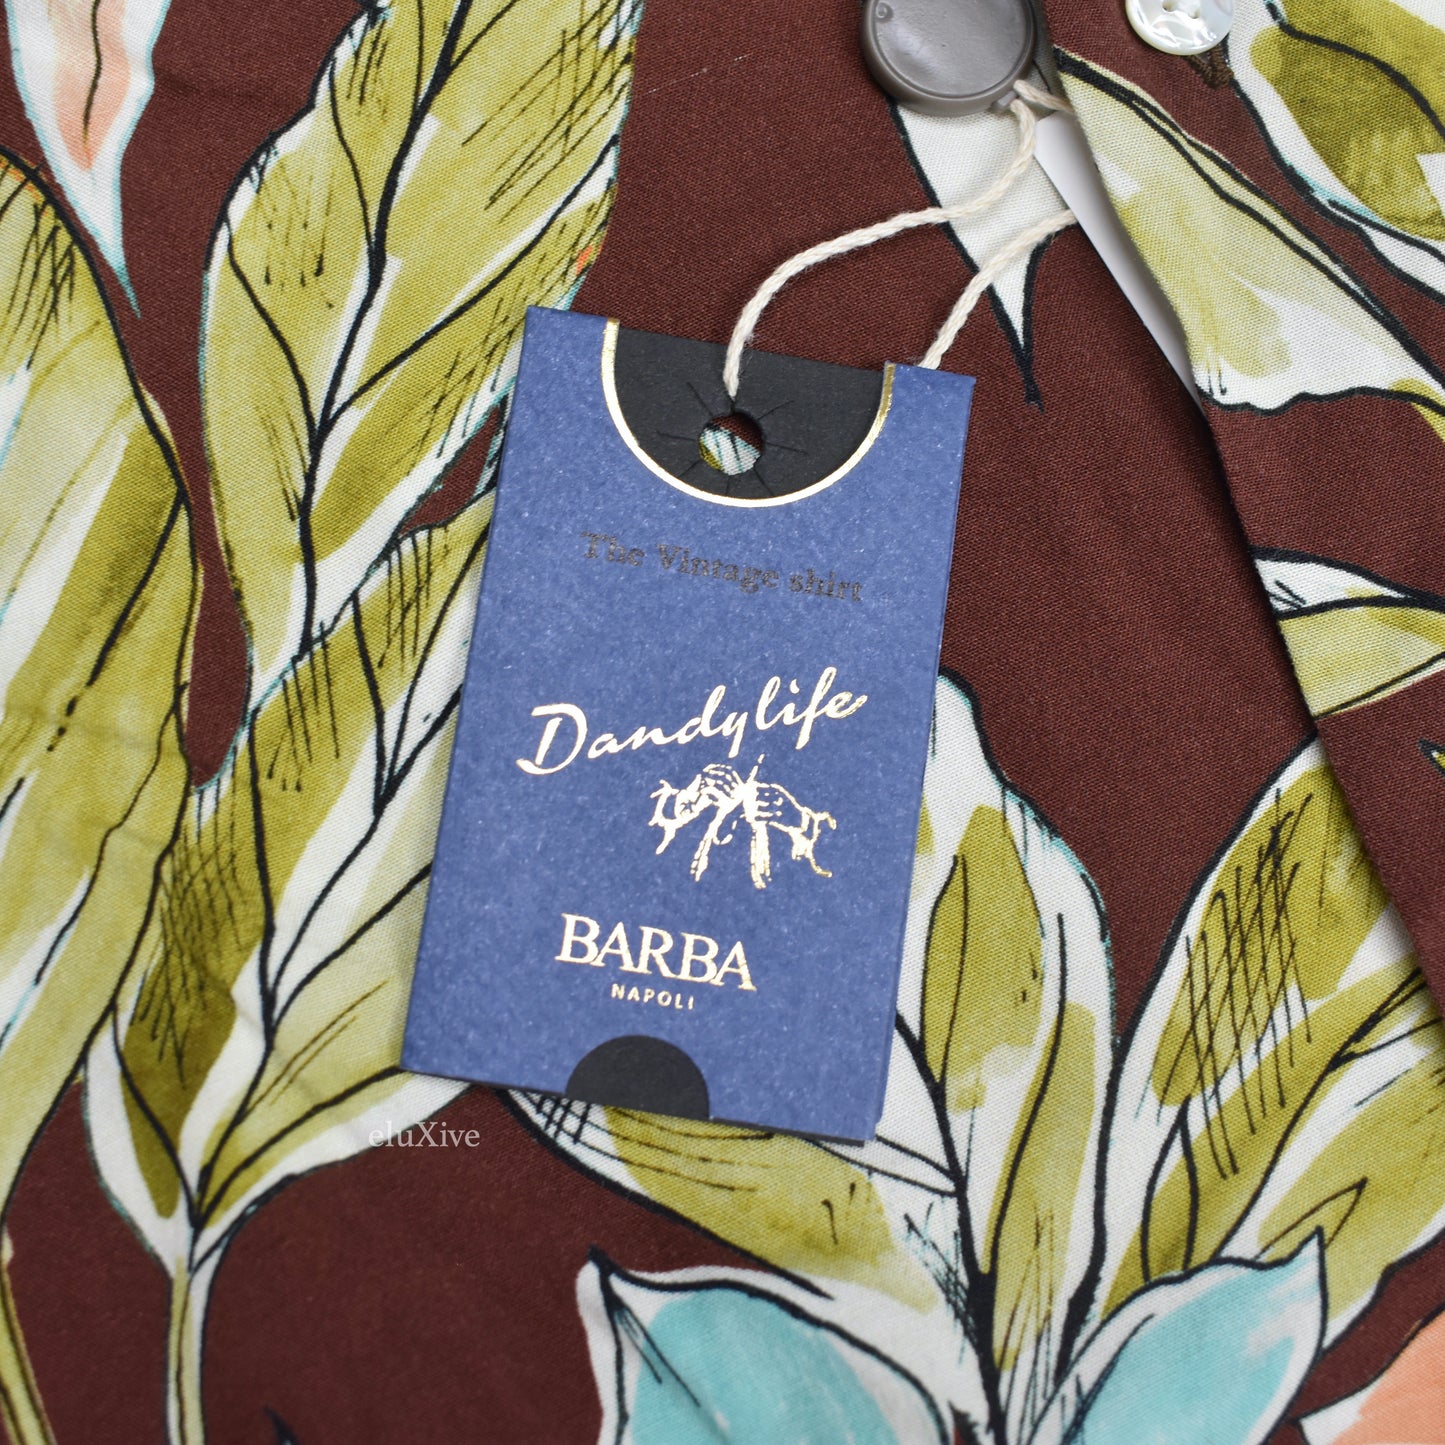 The Vintage shirt
Dandylife
BARBA
NAPOLI
eluXive